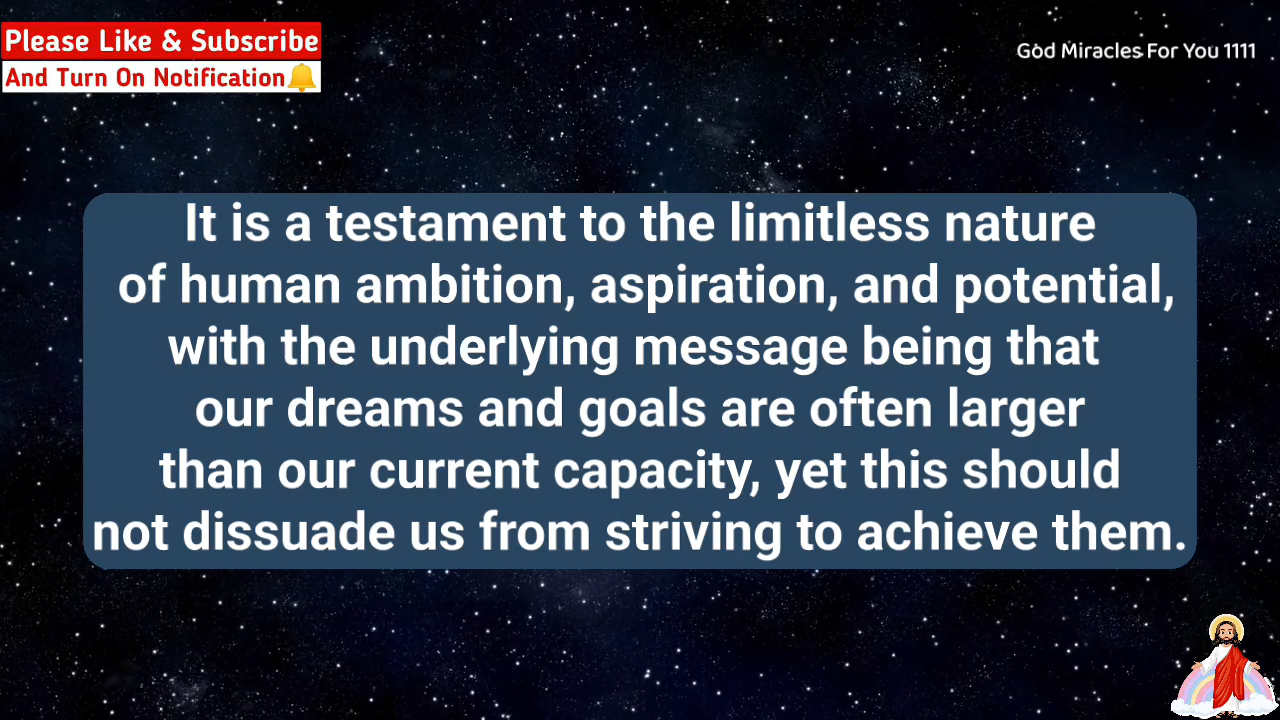 Please Like & Subscribe
And Turn On Notification
God Miracles For You 1111
It is a testament to the limitless nature
of human ambition, aspiration, and potential,
with the underlying message being that
our dreams and goals are often larger
than our current capacity, yet this should
not dissuade us from striving to achieve them.